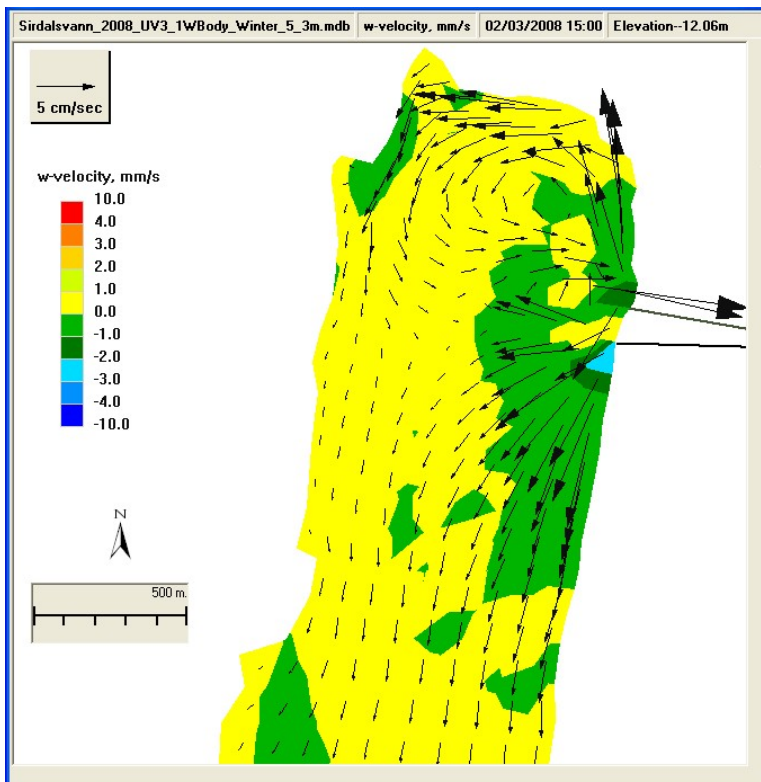 Sirdalsvann_2008_UV3_1WBody_Winter_5_3m.mdb w-velocity, mm/s 02/03/2008 15:00 Elevation--12.06m
5 cm/sec
w-velocity, mm/s
10.0
4.0
3.0
2.0
1.0
0.0
-1.0
-2.0
-3.0
-4.0
-10.0
N
500 m.